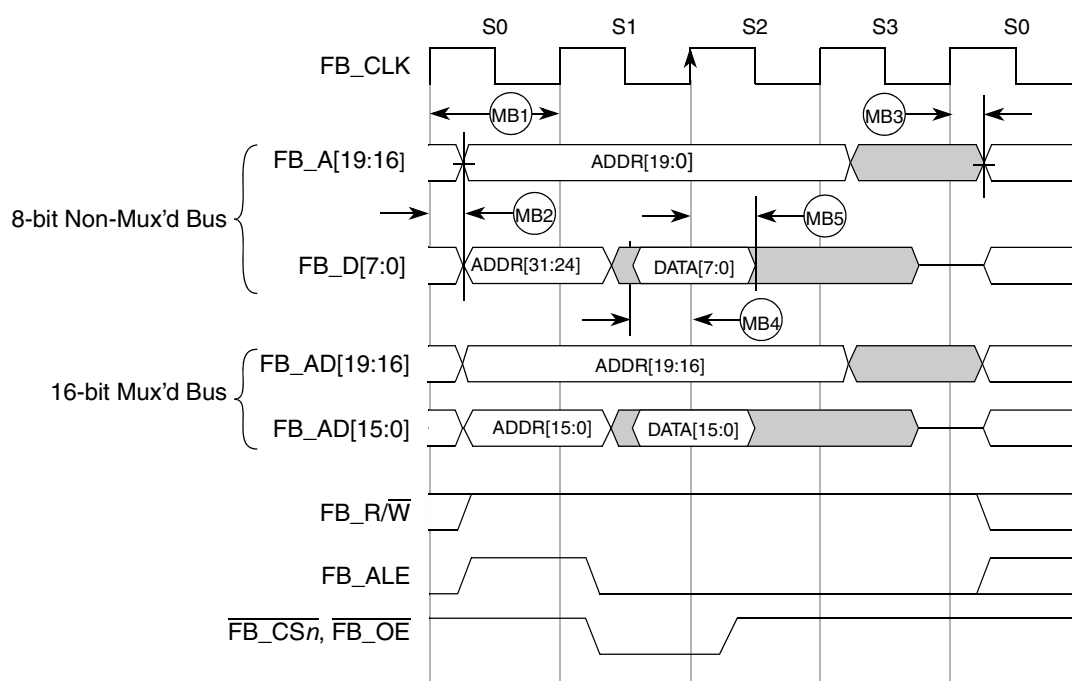 S0 S1 S2 S3 S0
FB_CLK
MB1 MB3
FB_A[19:16] ADDR[19:0]
8-bit Non-Mux'd Bus MB2 MB5
FB_D[7:0] ADDR[31:24] DATA[7:0]
MB4
FB_AD[19:16] ADDR[19:16]
16-bit Mux'd Bus
FB_AD[15:0] ADDR[15:0] DATA[15:0]
FB_R/W̅
FB_ALE
F̅B̅_̅C̅S̅n̅, F̅B̅_̅O̅E̅